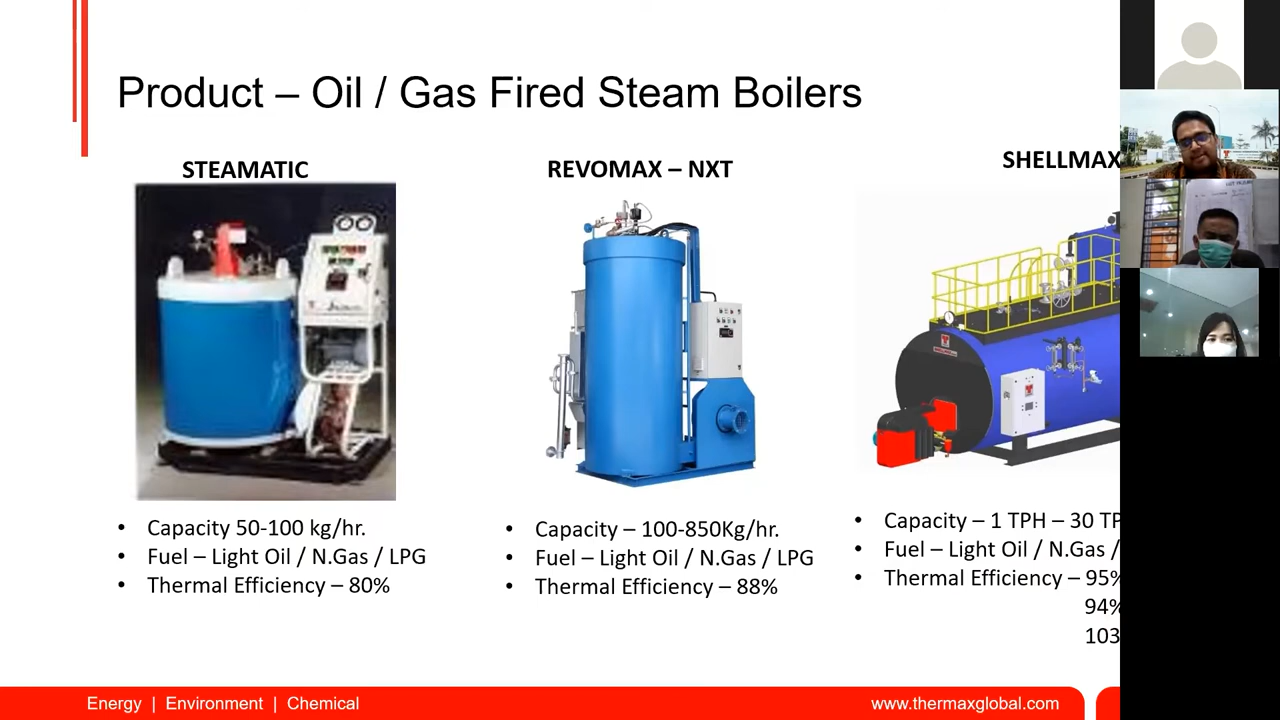 Product – Oil / Gas Fired Steam Boilers
STEAMATIC
• Capacity 50-100 kg/hr.
• Fuel – Light Oil / N.Gas / LPG
• Thermal Efficiency – 80%
REVOMAX – NXT
• Capacity – 100-850Kg/hr.
• Fuel – Light Oil / N.Gas / LPG
• Thermal Efficiency – 88%
SHELLMAX
• Capacity – 1 TPH – 30 TP
• Fuel – Light Oil / N.Gas /
• Thermal Efficiency – 95%
94%
103
Energy | Environment | Chemical
www.thermaxglobal.com